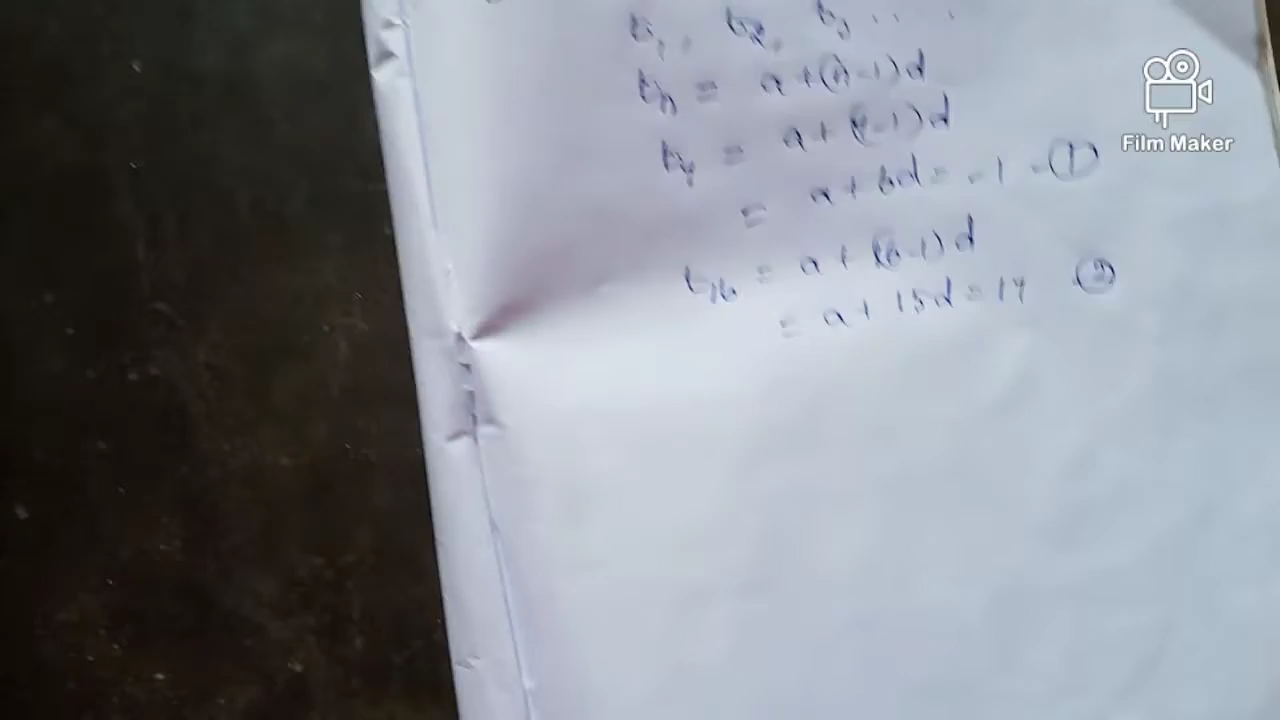 t₁, t₂, t₃ ....
tₙ = a + (n-1)d
t₇ = a + (7-1)d
= a + 6d = -1 -①
t₁₆ = a + (16-1)d
= a + 15d = 17 ②
Film Maker